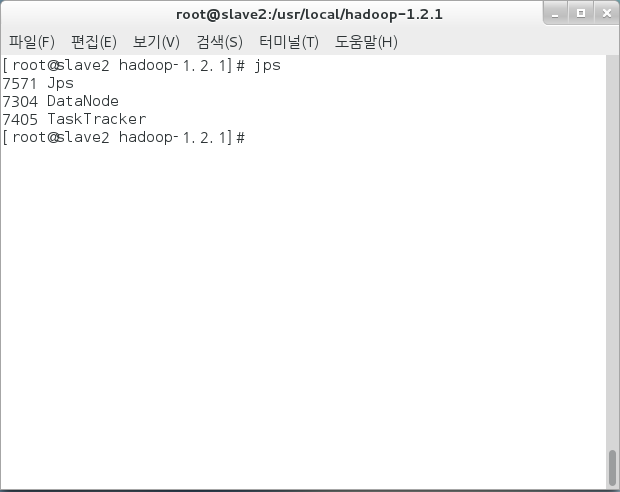 root@slave2:/usr/local/hadoop-1.2.1
파일(F) 편집(E) 보기(V) 검색(S) 터미널(T) 도움말(H)
[root@slave2 hadoop-1.2.1]# jps
7571 Jps
7304 DataNode
7405 TaskTracker
[root@slave2 hadoop-1.2.1]#